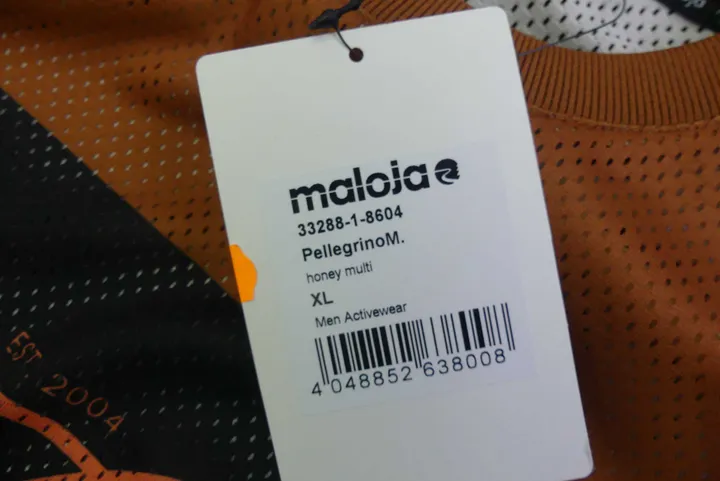 maloja
33288-1-8604
PellegrinoM.
honey multi
XL
Men Activewear
4 048852 638008
EST 2004